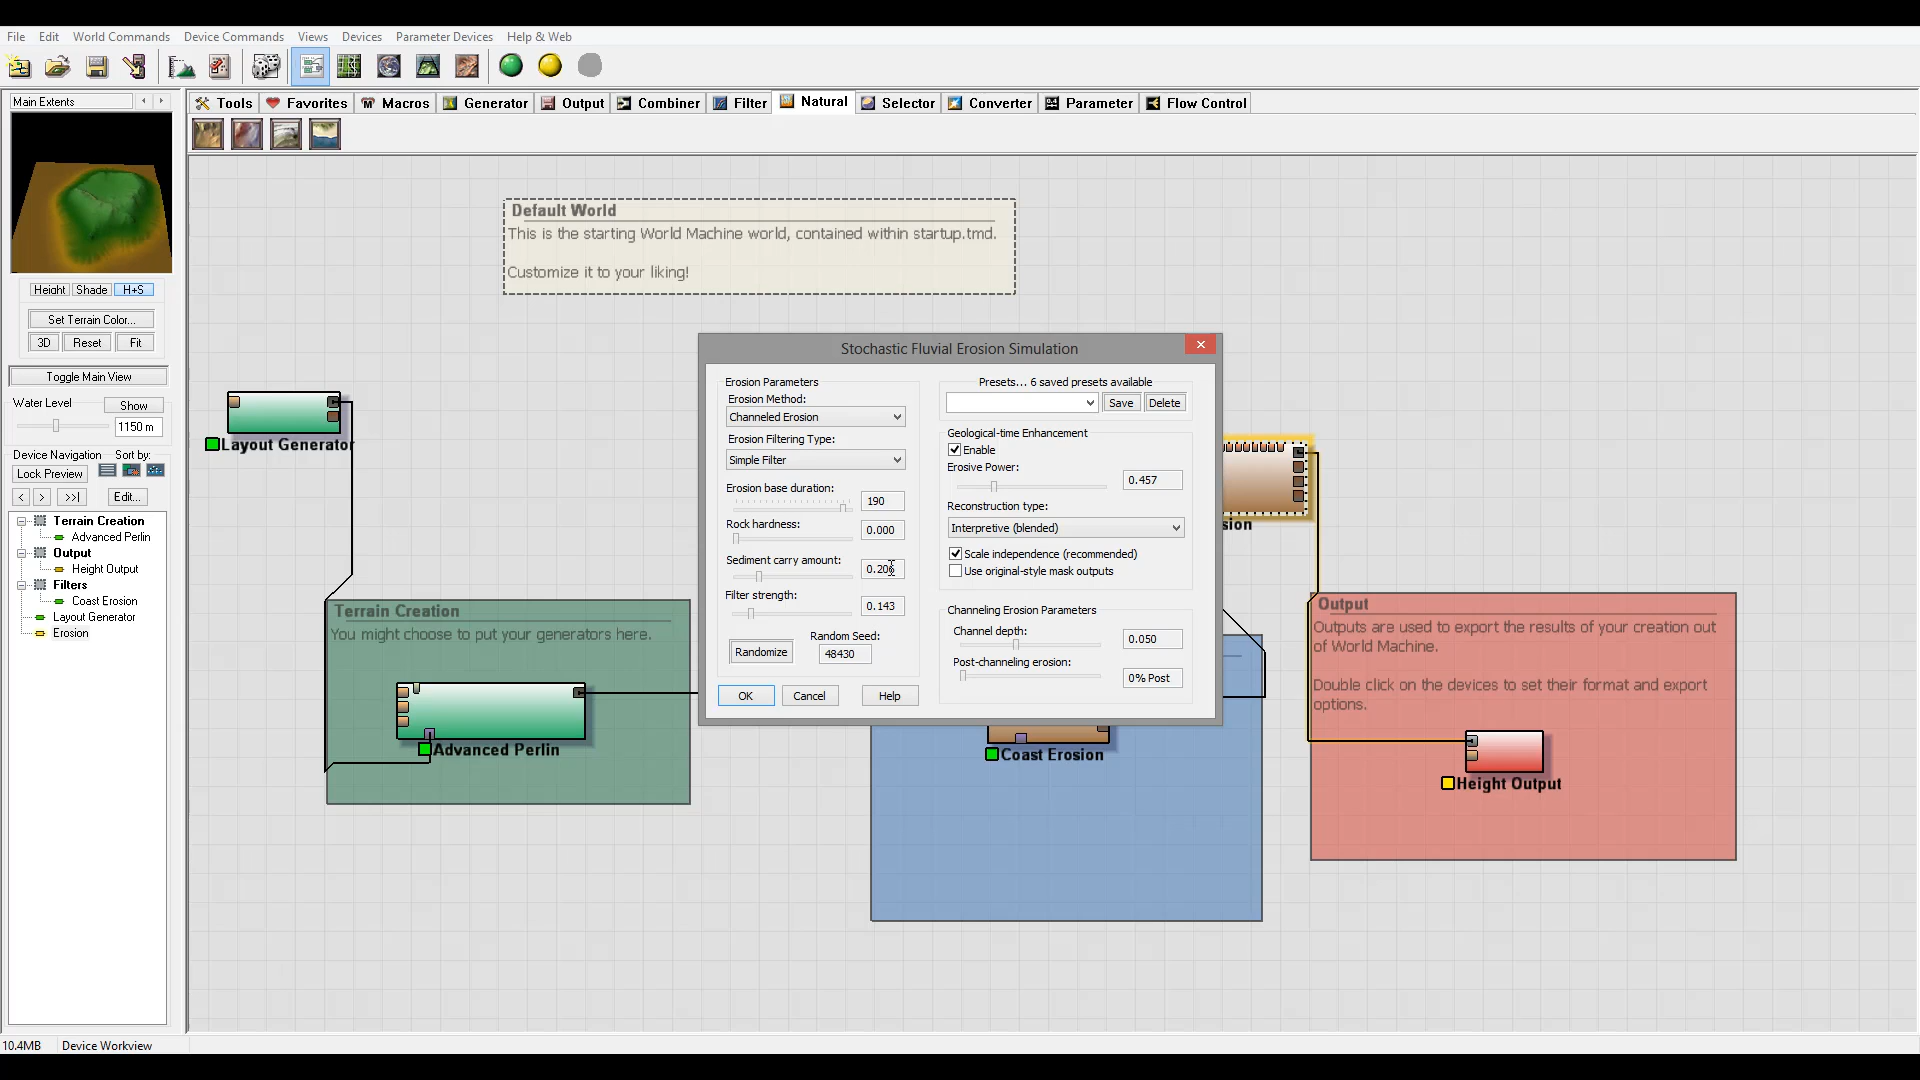 File Edit World Commands Device Commands Views Devices Parameter Devices Help & Web
Main Extents
Tools Favorites Macros Generator Output Combiner Filter Natural Selector Converter Parameter Flow Control
Height Shade H+S
Set Terrain Color...
3D Reset Fit
Toggle Main View
Water Level Show
1150 m
Device Navigation Sort by:
Lock Preview
< > >>| Edit...
Terrain Creation
Advanced Perlin
Output
Height Output
Filters
Coast Erosion
Layout Generator
Erosion
Default World
This is the starting World Machine world, contained within startup.tmd.
Customize it to your liking!
Layout Generator
Terrain Creation
You might choose to put your generators here.
Advanced Perlin
Stochastic Fluvial Erosion Simulation
Erosion Parameters
Erosion Method:
Channeled Erosion
Erosion Filtering Type:
Simple Filter
Erosion base duration:
190
Rock hardness:
0.000
Sediment carry amount:
Filter strength:
0.143
Randomize
Random Seed:
48430
OK Cancel Help
Presets... 6 saved presets available
Save Delete
Geological-time Enhancement
Enable
Erosive Power:
0.457
Reconstruction type:
Interpretive (blended)
Scale independence (recommended)
Use original-style mask outputs
Channeling Erosion Parameters
Channel depth:
0.050
Post-channeling erosion:
0% Post
sion
Coast Erosion
Output
Outputs are used to export the results of your creation out
of World Machine.
Double click on the devices to set their format and export
options.
Height Output
10.4MB Device Workview